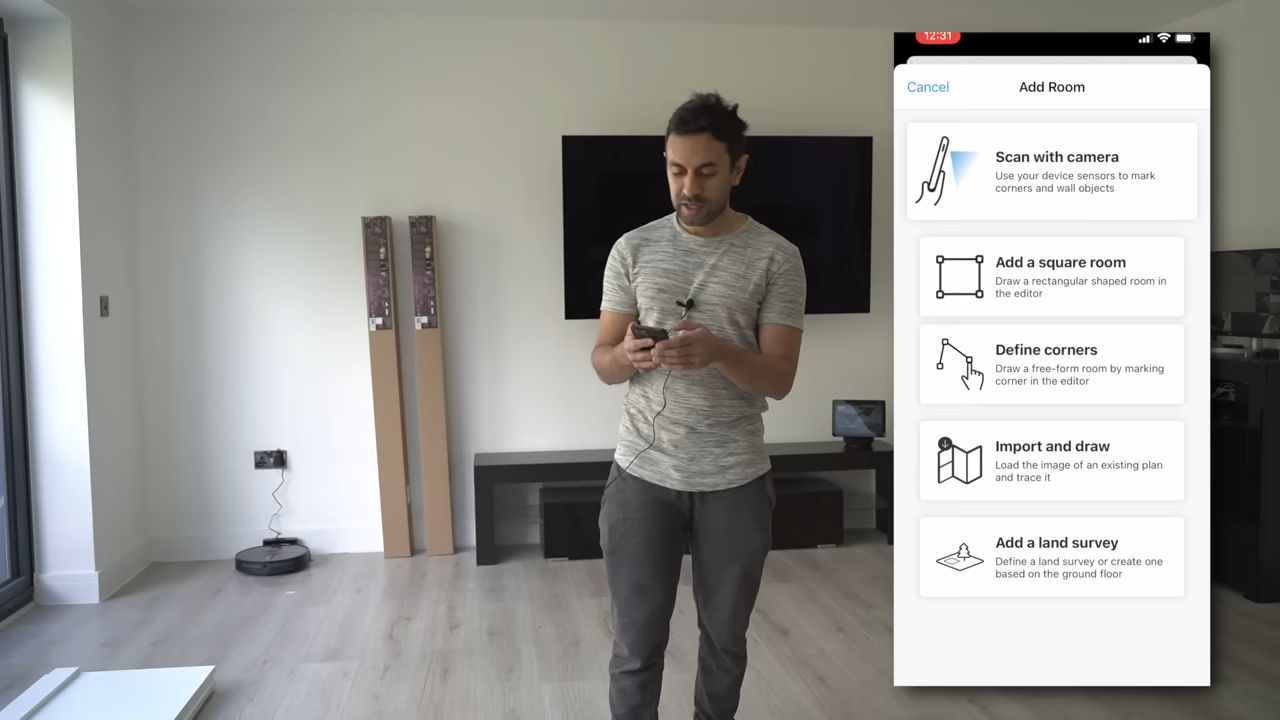 12:31
Cancel
Add Room
Scan with camera
Use your device sensors to mark
corners and wall objects
Add a square room
Draw a rectangular shaped room in
the editor
Define corners
Draw a free-form room by marking
corner in the editor
Import and draw
Load the image of an existing plan
and trace it
Add a land survey
Define a land survey or create one
based on the ground floor